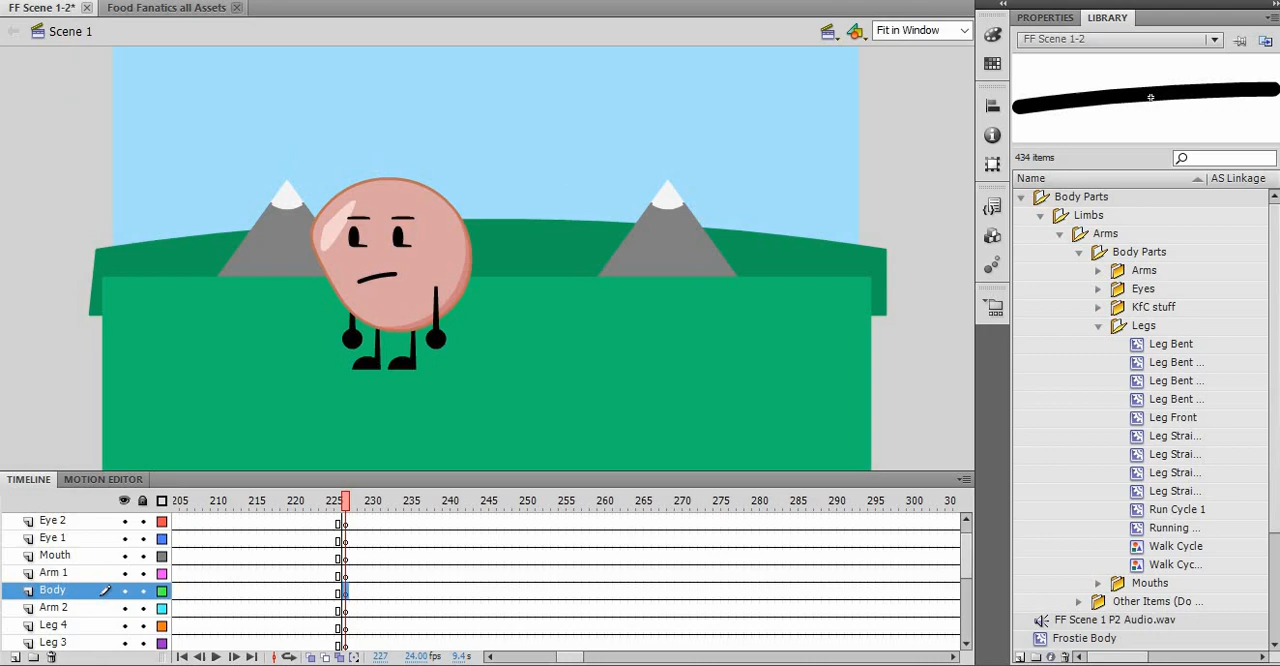 FF Scene 1-2*
Food Fanatics all Assets
Scene 1
Fit in Window
PROPERTIES
LIBRARY
FF Scene 1-2
434 items
Name
AS Linkage
Body Parts
Limbs
Arms
Body Parts
Arms
Eyes
KfC stuff
Legs
Leg Bent
Leg Bent ...
Leg Bent ...
Leg Bent ...
Leg Front
Leg Strai...
Leg Strai...
Leg Strai...
Leg Strai...
Run Cycle 1
Running ...
Walk Cycle
Walk Cyc...
Mouths
Other Items (Do ...
FF Scene 1 P2 Audio.wav
Frostie Body
TIMELINE
MOTION EDITOR
205 210 215 220 225 230 235 240 245 250 255 260 265 270 275 280 285 290 295 300 30
Eye 2
Eye 1
Mouth
Arm 1
Body
Arm 2
Leg 4
Leg 3
227 24.00fps 9.4s